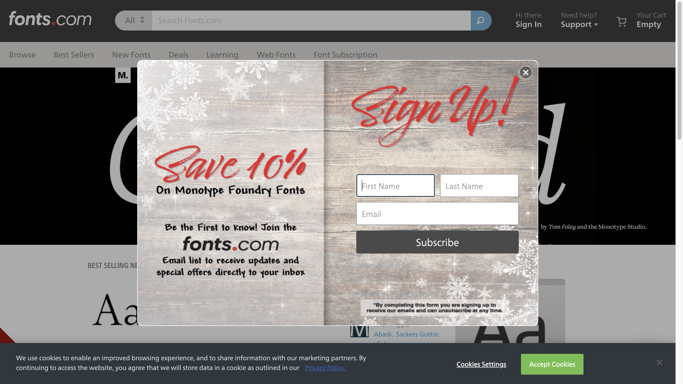 fonts.com
All
Search Fonts.com
Hi there.
Sign In
Need help?
Support
Your Cart
Empty
Browse
Best Sellers
New Fonts
Deals
Learning
Web Fonts
Font Subscription
M.
Save 10%
On Monotype Foundry Fonts
Be the First to Know! Join the
fonts.com
Email list to receive updates and
special offers directly to your inbox
Sign Up!
First Name
Last Name
Email
Subscribe
*By completing this form you are signing up to
receive our emails and can unsubscribe at any time.
by Tom Foley and the Monotype Studio.
BEST SELLING NE
Aa
Abadi , Sackers Gothic
Aa
We use cookies to enable an improved browsing experience, and to share information with our marketing partners. By
continuing to access the website, you agree that we will store data in a cookie as outlined in our Privacy Policy.
Cookies Settings
Accept Cookies